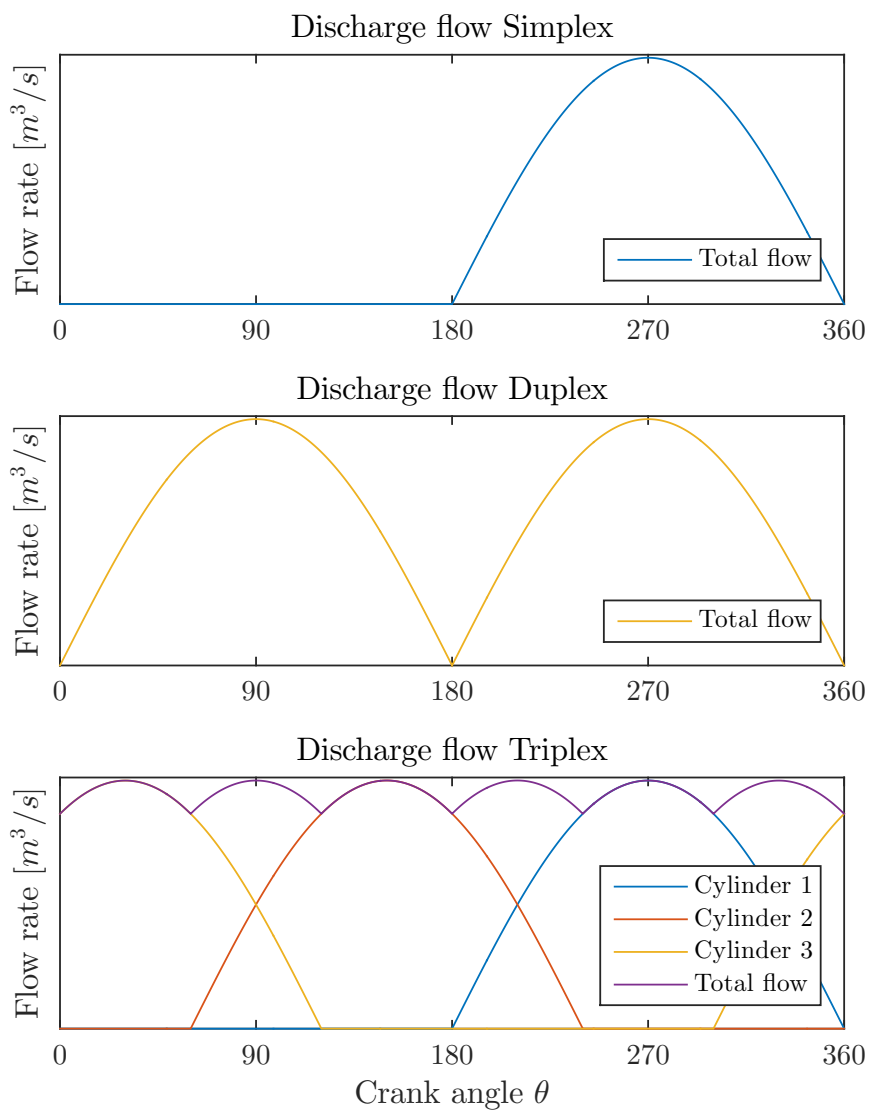 Discharge flow Simplex
Flow rate [m³/s]
Total flow
0 90 180 270 360
Discharge flow Duplex
Flow rate [m³/s]
Total flow
0 90 180 270 360
Discharge flow Triplex
Flow rate [m³/s]
Cylinder 1
Cylinder 2
Cylinder 3
Total flow
0 90 180 270 360
Crank angle θ